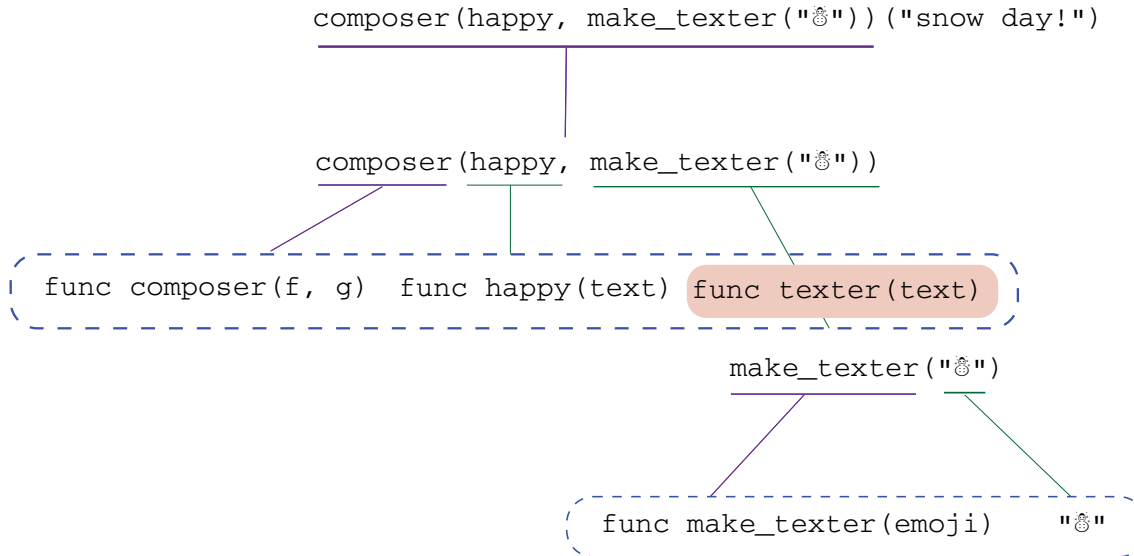 composer(happy, make_texter("☃"))("snow day!")
composer(happy, make_texter("☃"))
func composer(f, g) func happy(text) func texter(text)
make_texter("☃")
func make_texter(emoji) "☃"